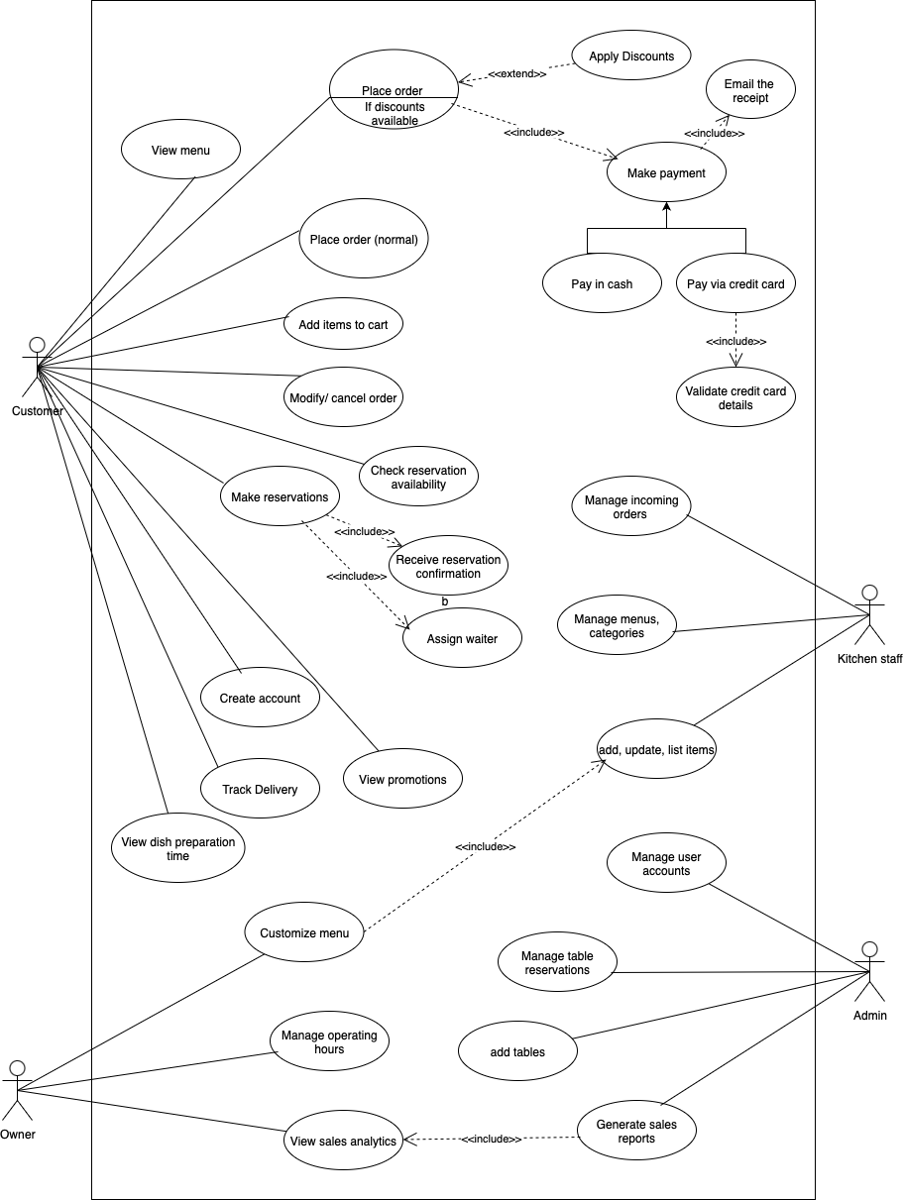 Apply Discounts
<<extend>>
Place order
If discounts
available
Email the
receipt
<<include>>
<<include>>
View menu
Make payment
Place order (normal)
Pay in cash
Pay via credit card
Add items to cart
<<include>>
Customer
Modify/ cancel order
Validate credit card
details
Check reservation
availability
Make reservations
Manage incoming
orders
<<include>>
Receive reservation
confirmation
<<include>>
b
Assign waiter
Manage menus,
categories
Kitchen staff
Create account
add, update, list items
View promotions
Track Delivery
View dish preparation
time
<<include>>
Manage user
accounts
Customize menu
Manage table
reservations
Admin
Manage operating
hours
add tables
Owner
View sales analytics
<<include>>
Generate sales
reports